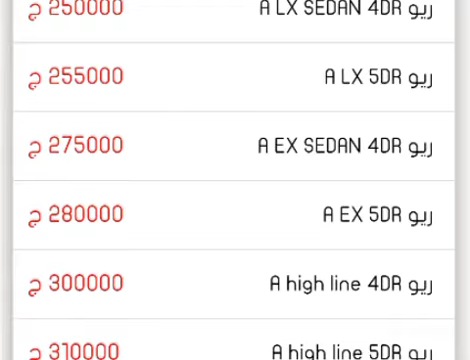 ريو A LX SEDAN 4DR 250000 ج
ريو A LX 5DR 255000 ج
ريو A EX SEDAN 4DR 275000 ج
ريو A EX 5DR 280000 ج
ريو A high line 4DR 300000 ج
ريو A high line 5DR 310000 ج